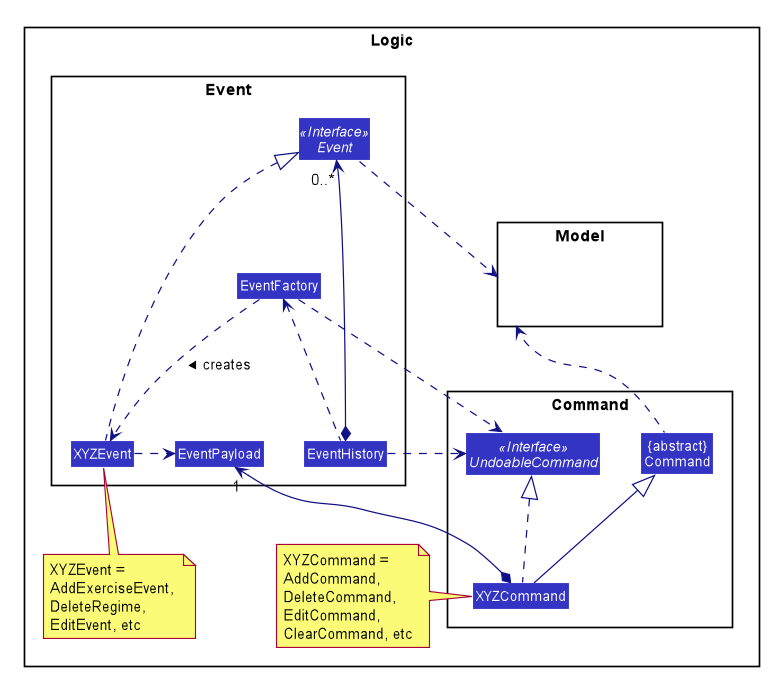 Logic
Event
«Interface»
Event
0..*
Model
EventFactory
◄ creates
Command
XYZEvent
EventPayload
EventHistory
«Interface»
UndoableCommand
{abstract}
Command
1
XYZEvent =
AddExerciseEvent,
DeleteRegime,
EditEvent, etc
XYZCommand =
AddCommand,
DeleteCommand,
EditCommand,
ClearCommand, etc
XYZCommand